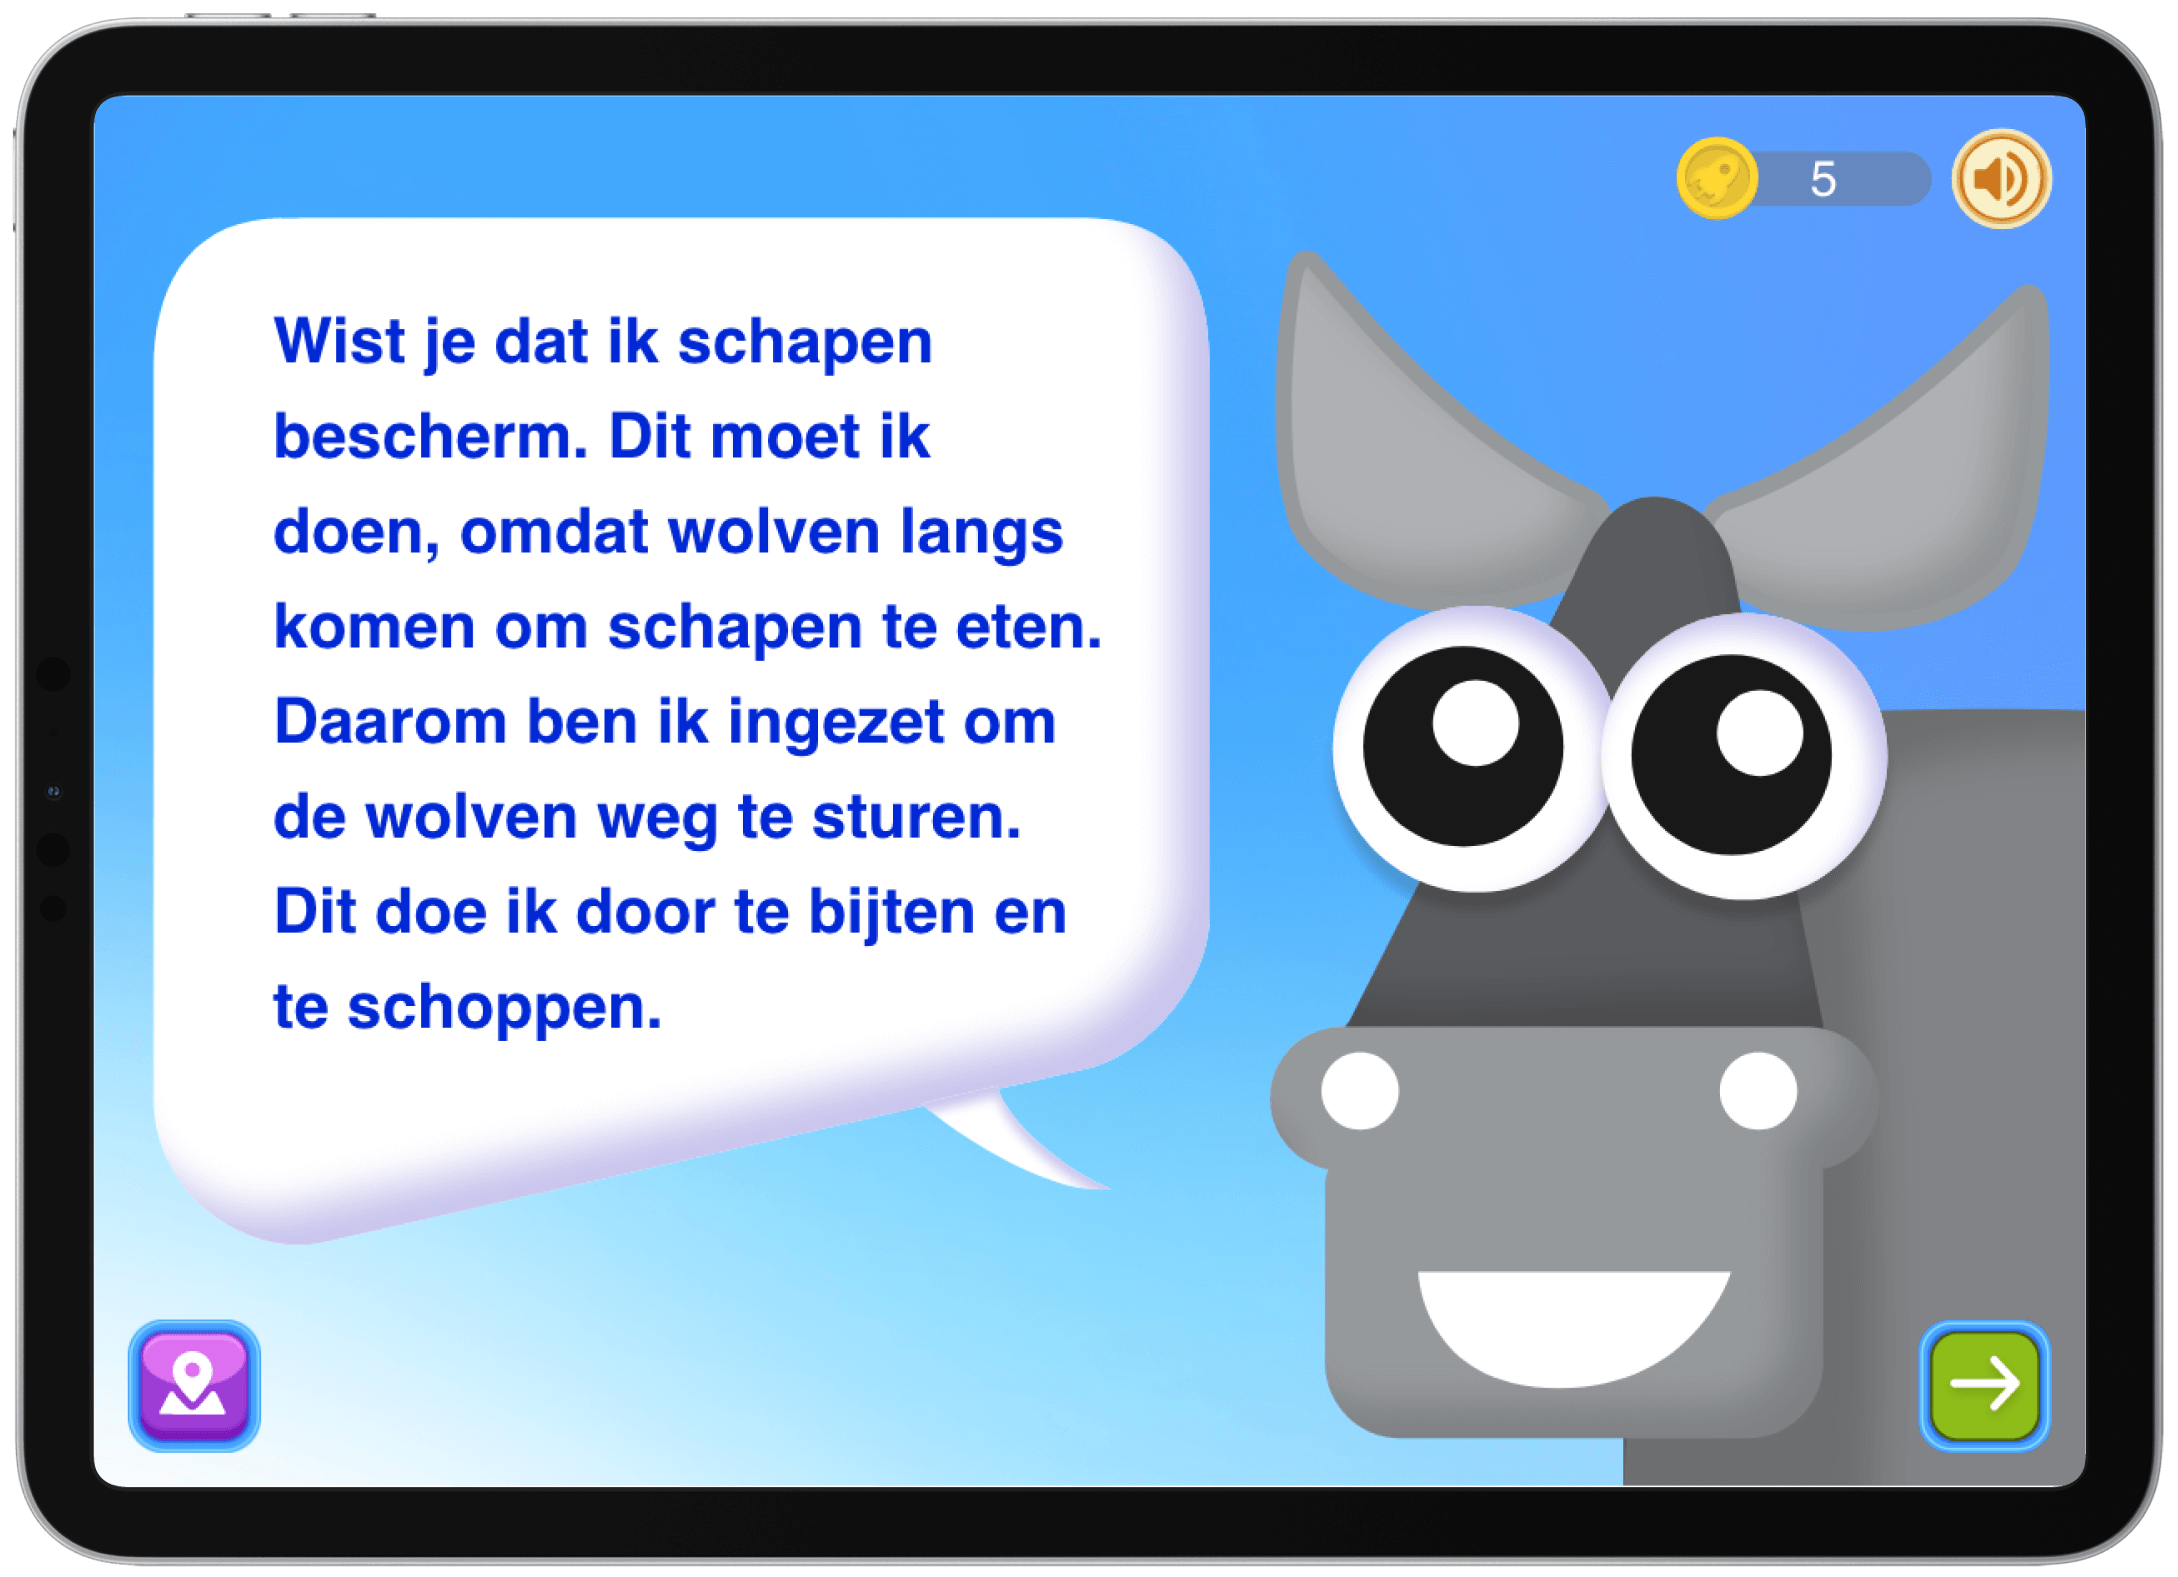 5
Wist je dat ik schapen
bescherm. Dit moet ik
doen, omdat wolven langs
komen om schapen te eten.
Daarom ben ik ingezet om
de wolven weg te sturen.
Dit doe ik door te bijten en
te schoppen.